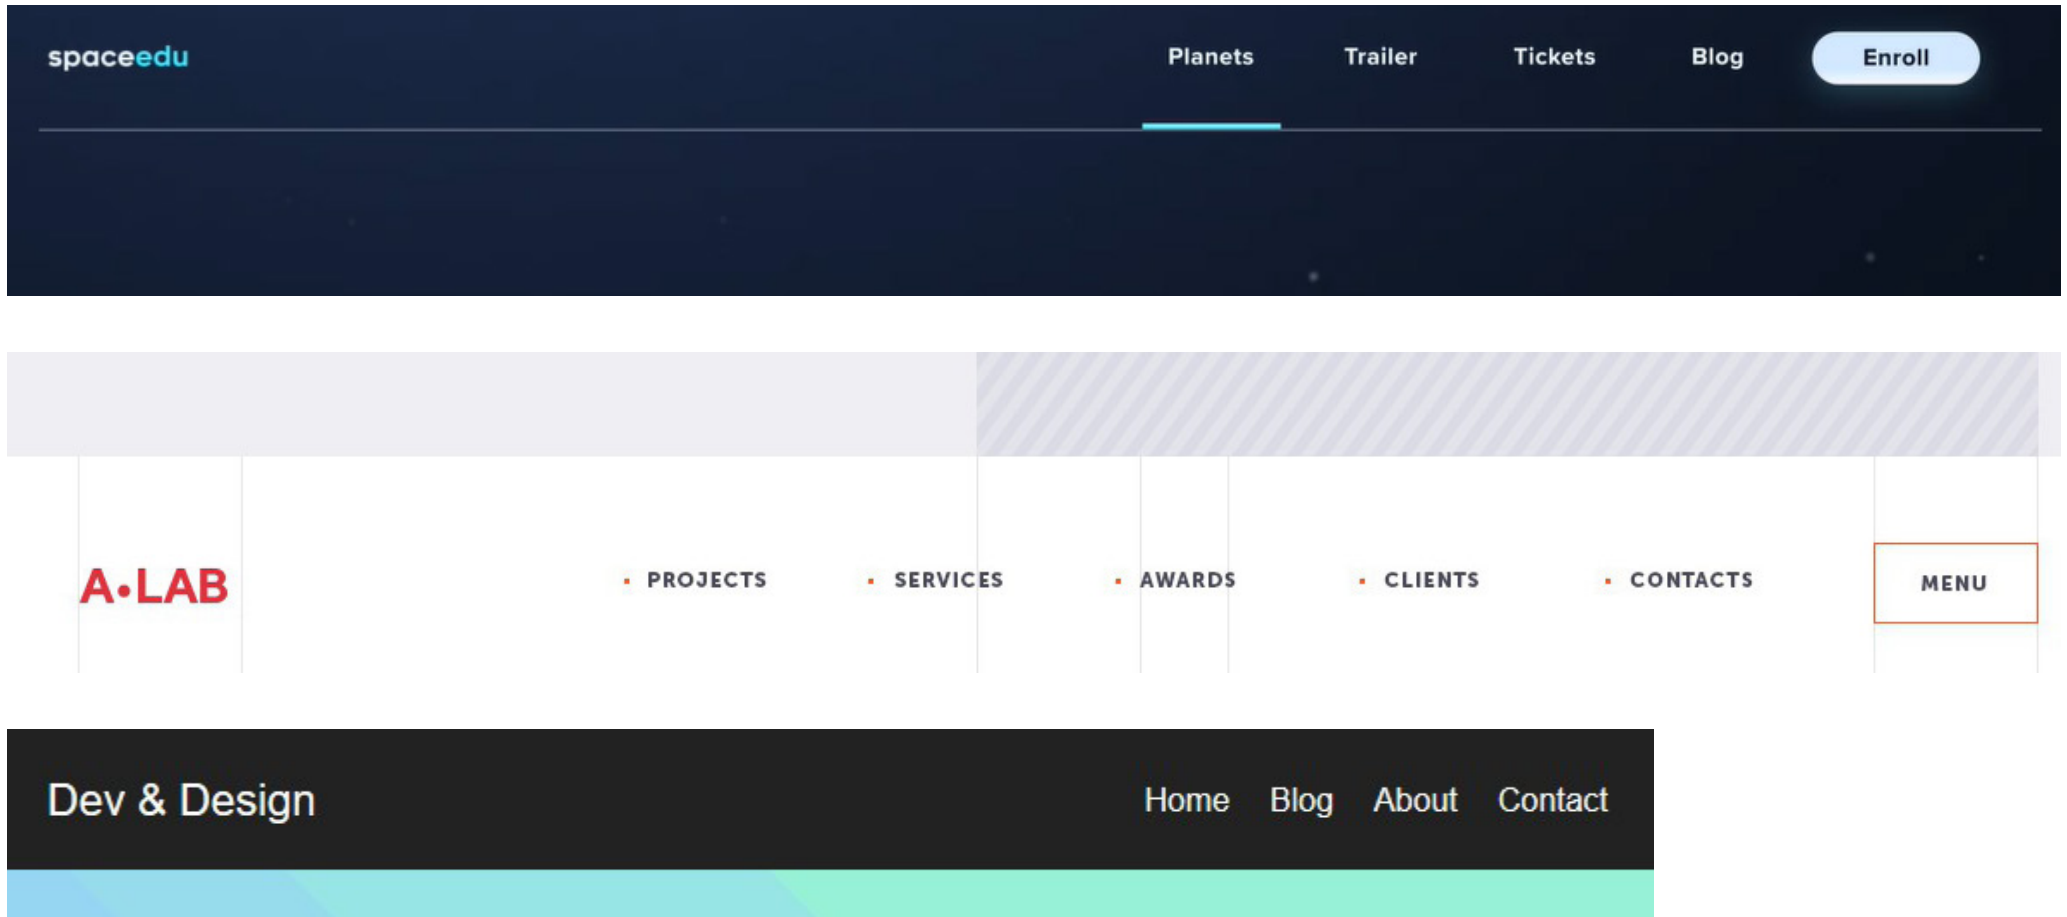 spaceedu Planets Trailer Tickets Blog Enroll
A•LAB PROJECTS SERVICES AWARDS CLIENTS CONTACTS MENU
Dev & Design Home Blog About Contact